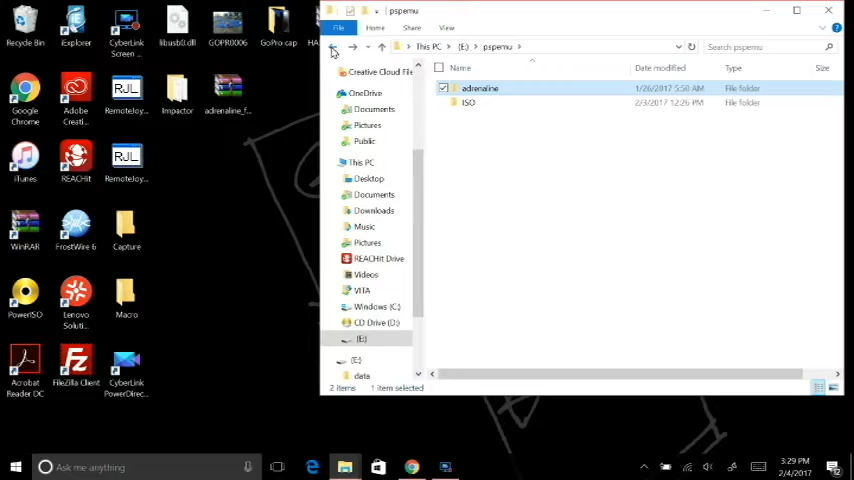 Recycle Bin
iExplorer
CyberLink
Screen ...
libusb0.dll
GOPR0006
GoPro-cap
Google
Chrome
Adobe
Creative...
RemoteJoy...
Impactor
adrenaline_f...
iTunes
REACHit
RemoteJoy...
WinRAR
FrostWire 6
Capture
PowerISO
Lenovo
Soluti...
Macro
Acrobat
Reader DC
FileZilla Client
CyberLink
PowerDirec...
pspemu
File
Home
Share
View
This PC
(E:)
pspemu
Search pspemu
Name
Date modified
Type
Size
adrenaline
1/26/2017 5:50 AM
File folder
ISO
2/3/2017 12:26 PM
File folder
Creative Cloud File
OneDrive
Documents
Pictures
Public
This PC
Desktop
Documents
Downloads
Music
Pictures
REACHit Drive
Videos
VITA
Windows (C:)
CD Drive (D:)
(E:)
(E:)
data
2 items
1 item selected
Ask me anything
3:29 PM
2/4/2017